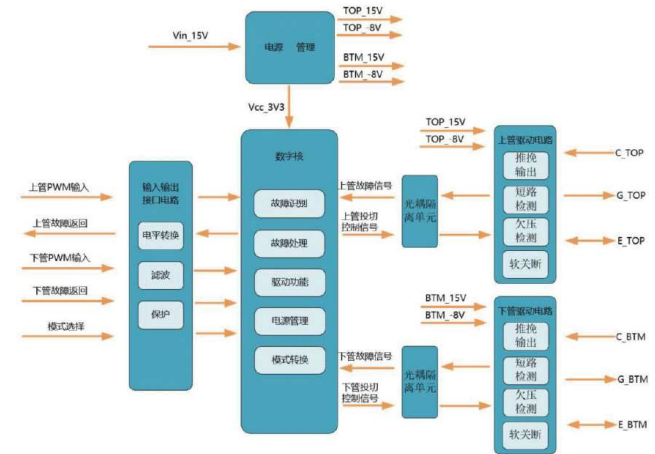 Vin_15V
电源 管理
TOP_15V
TOP_-8V
BTM_15V
BTM_-8V
Vcc_3V3
上管PWM输入
上管故障返回
下管PWM输入
下管故障返回
模式选择
输入输出
接口电路
电平转换
滤波
保护
数字核
故障识别
故障处理
驱动功能
电源管理
模式转换
上管故障信号
上管投切
控制信号
光耦隔
离单元
TOP_15V
TOP_-8V
上管驱动电路
推挽
输出
短路
检测
欠压
检测
软关断
C_TOP
G_TOP
E_TOP
下管故障信号
下管投切
控制信号
光耦隔
离单元
BTM_15V
BTM_-8V
下管驱动电路
推挽
输出
短路
检测
欠压
检测
软关断
C_BTM
G_BTM
E_BTM